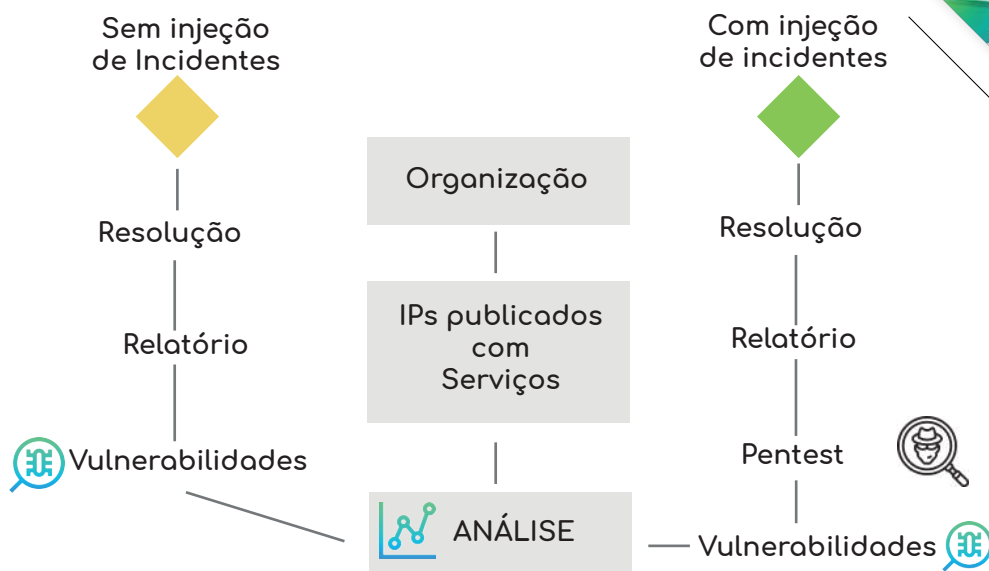 Sem injeção
de Incidentes
Resolução
Relatório
Vulnerabilidades
Organização
IPs publicados
com
Serviços
ANÁLISE
Com injeção
de incidentes
Resolução
Relatório
Pentest
Vulnerabilidades